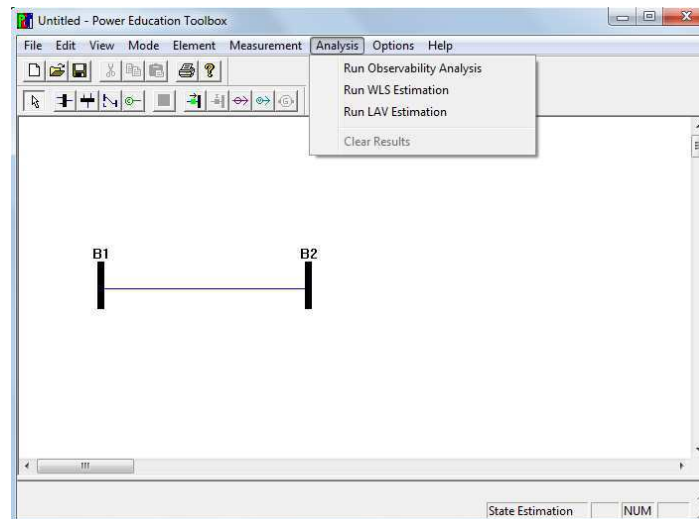 Untitled - Power Education Toolbox
File Edit View Mode Element Measurement Analysis Options Help
Run Observability Analysis
Run WLS Estimation
Run LAV Estimation
Clear Results
B1 B2
State Estimation NUM